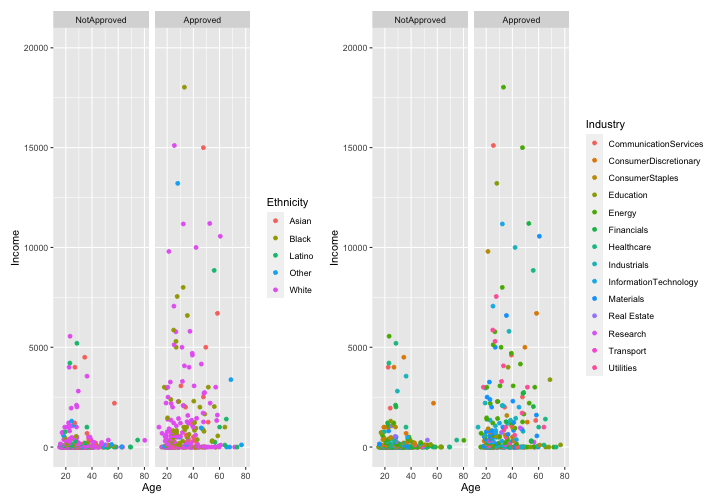 NotApproved Approved
20000
15000
10000
5000
0
Income
20 40 60 80 20 40 60 80
Age
Ethnicity
Asian
Black
Latino
Other
White
NotApproved Approved
20000
15000
10000
5000
0
Income
20 40 60 80 20 40 60 80
Age
Industry
CommunicationServices
ConsumerDiscretionary
ConsumerStaples
Education
Energy
Financials
Healthcare
Industrials
InformationTechnology
Materials
Real Estate
Research
Transport
Utilities